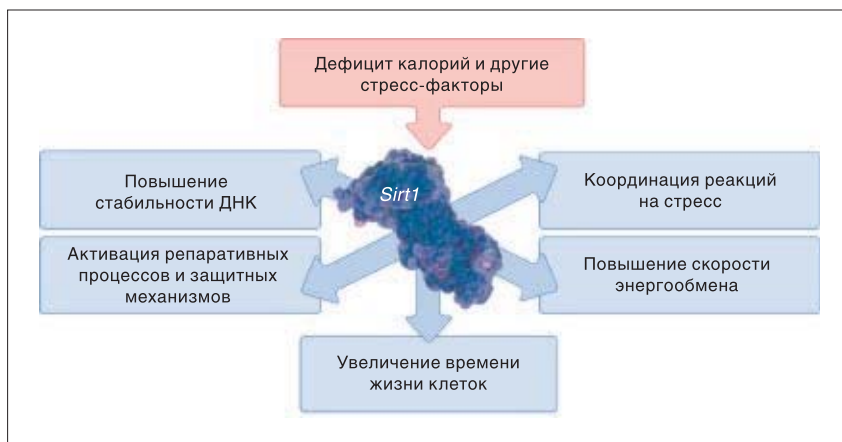 Дефицит калорий и другие
стресс-факторы
Sirt1
Повышение
стабильности ДНК
Координация реакций
на стресс
Активация репаративных
процессов и защитных
механизмов
Повышение скорости
энергообмена
Увеличение времени
жизни клеток